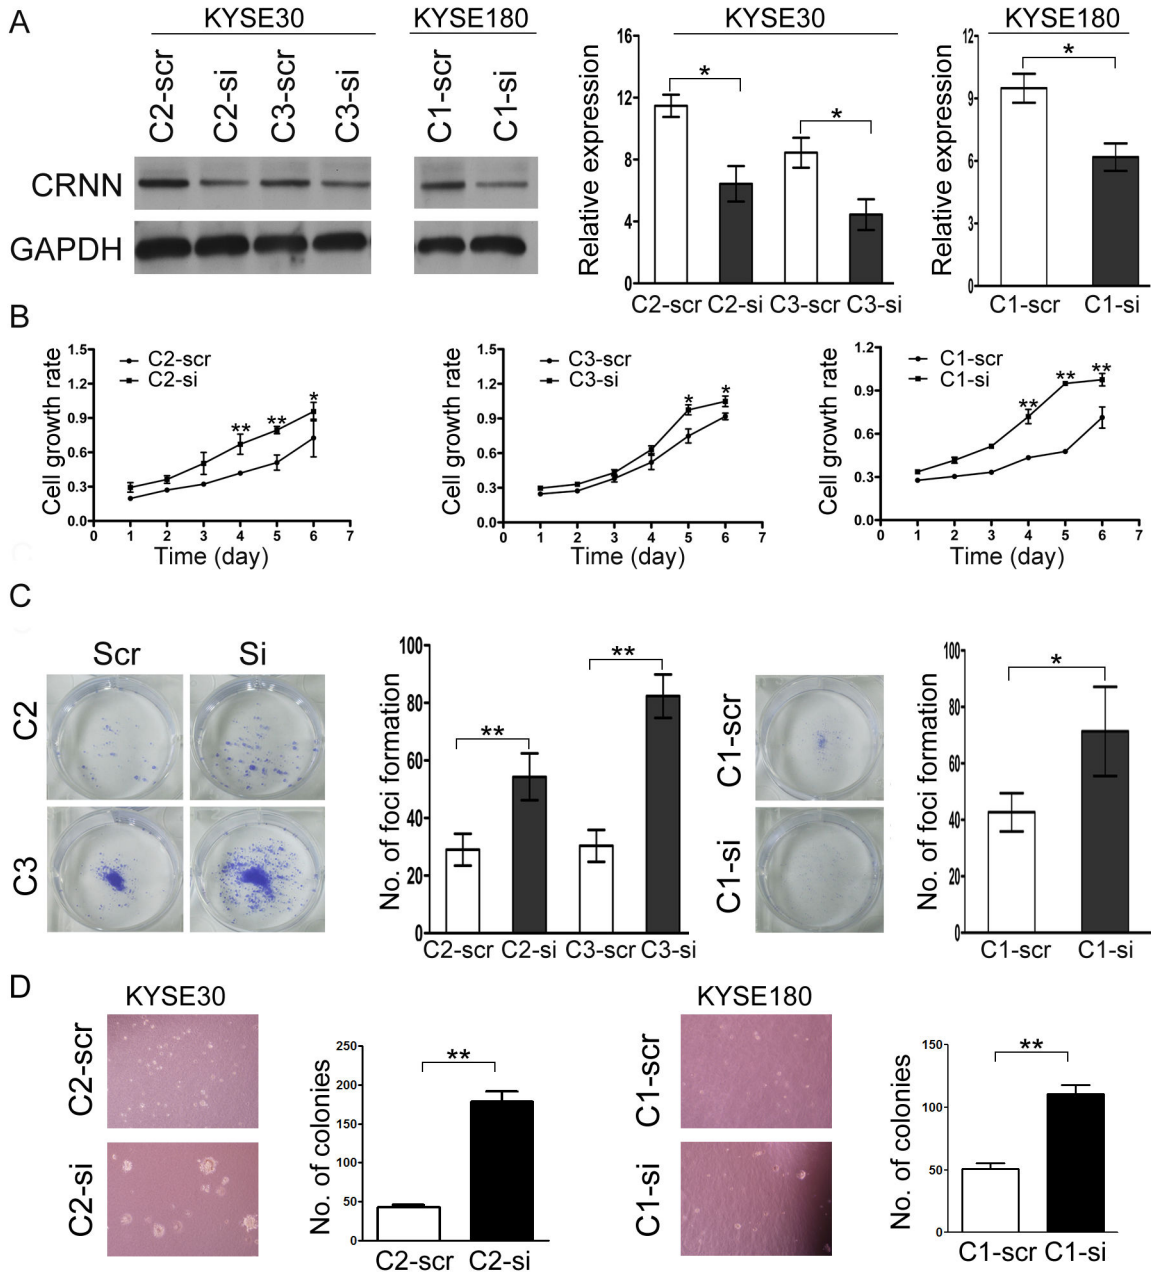 A
KYSE30
KYSE180
KYSE30
KYSE180
C2-scr
C2-si
C3-scr
C3-si
C1-scr
C1-si
CRNN
GAPDH
Relative expression
16
12
8
4
0
*
*
C2-scr C2-si C3-scr C3-si
Relative expression
12
9
6
3
0
*
C1-scr C1-si
B
Cell growth rate
1.5
1.2
0.9
0.6
0.3
0.0
C2-scr
C2-si
** ** *
0 1 2 3 4 5 6 7
Time (day)
Cell growth rate
1.5
1.2
0.9
0.6
0.3
0.0
C3-scr
C3-si
* *
0 1 2 3 4 5 6 7
Time (day)
Cell growth rate
1.2
0.9
0.6
0.3
0.0
C1-scr
C1-si
** ** **
0 1 2 3 4 5 6 7
Time (day)
C
Scr Si
C2
C3
No. of foci formation
100
80
60
40
20
0
**
**
C2-scr C2-si C3-scr C3-si
C1-scr
C1-si
No. of foci formation
100
80
60
40
20
0
*
C1-scr C1-si
D
KYSE30
C2-scr
C2-si
No. of colonies
250
200
150
100
50
0
**
C2-scr C2-si
KYSE180
C1-scr
C1-si
No. of colonies
150
100
50
0
**
C1-scr C1-si